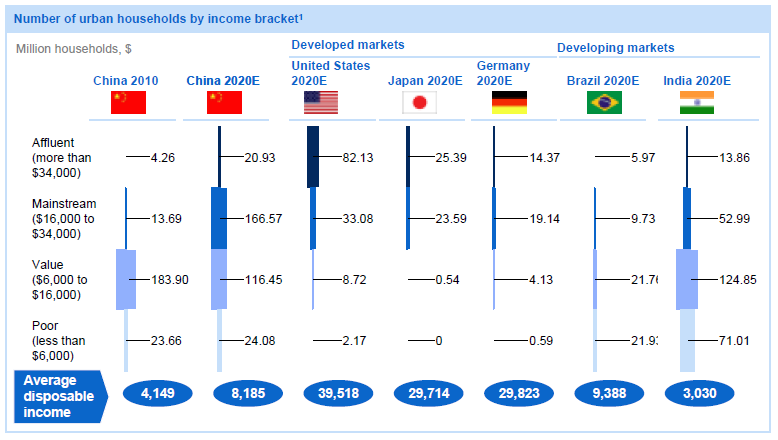 Number of urban households by income bracket¹
Million households, $
Developed markets
Developing markets
China 2010
China 2020E
United States
2020E
Japan 2020E
Germany
2020E
Brazil 2020E
India 2020E
Affluent
(more than
$34,000)
4.26
20.93
82.13
25.39
14.37
5.97
13.86
Mainstream
($16,000 to
$34,000)
13.69
166.57
33.08
23.59
19.14
9.73
52.99
Value
($6,000 to
$16,000)
183.90
116.45
8.72
0.54
4.13
124.85
Poor
(less than
$6,000)
23.66
24.08
2.17
0
0.59
71.01
Average
disposable
income
4,149
8,185
39,518
29,714
29,823
9,388
3,030